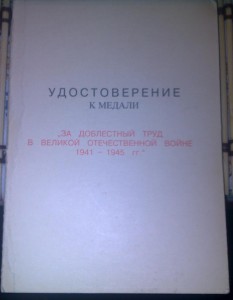 УДОСТОВЕРЕНИЕ
К МЕДАЛИ
„ЗА ДОБЛЕСТНЫЙ ТРУД
В ВЕЛИКОЙ ОТЕЧЕСТВЕННОЙ ВОЙНЕ
1941 - 1945 гг."